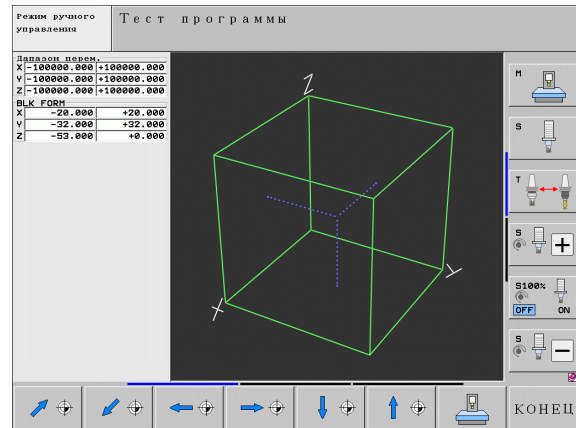 Режим ручного
управления
Тест программы
Диапазон перем.
X -100000.000 +100000.000
Y -100000.000 +100000.000
Z -100000.000 +100000.000
BLK FORM
X -20.000 +20.000
Y -32.000 +32.000
Z -53.000 +0.000
Z
X
Y
M
S
T
S
+
S100%
OFF ON
S
−
КОНЕЦ